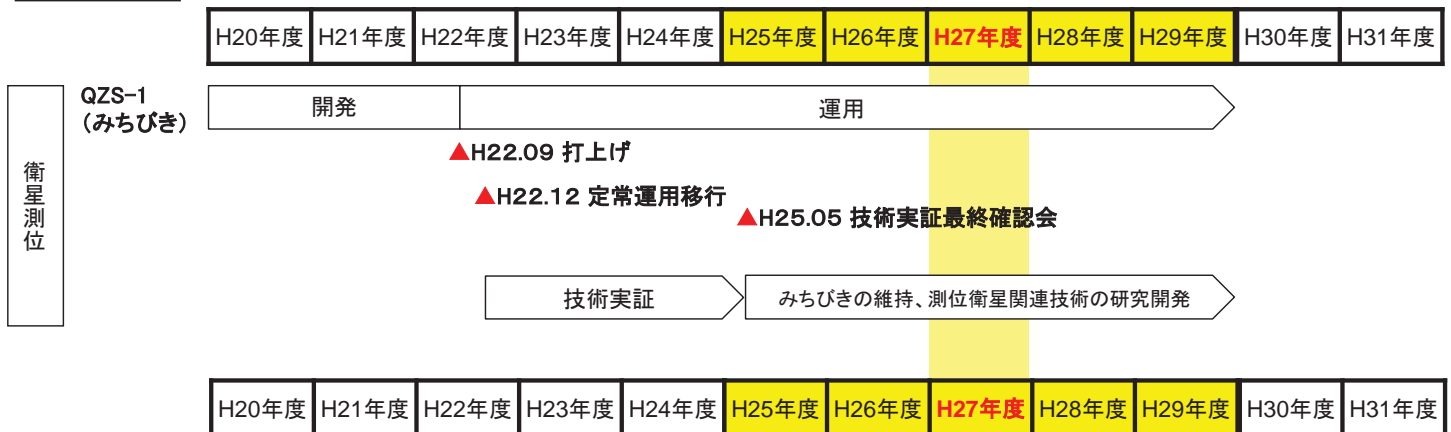 H20年度 H21年度 H22年度 H23年度 H24年度 H25年度 H26年度 H27年度 H28年度 H29年度 H30年度 H31年度
衛星測位
QZS-1
(みちびき)
開発 運用
▲H22.09 打上げ
▲H22.12 定常運用移行
▲H25.05 技術実証最終確認会
技術実証 みちびきの維持、測位衛星関連技術の研究開発
H20年度 H21年度 H22年度 H23年度 H24年度 H25年度 H26年度 H27年度 H28年度 H29年度 H30年度 H31年度